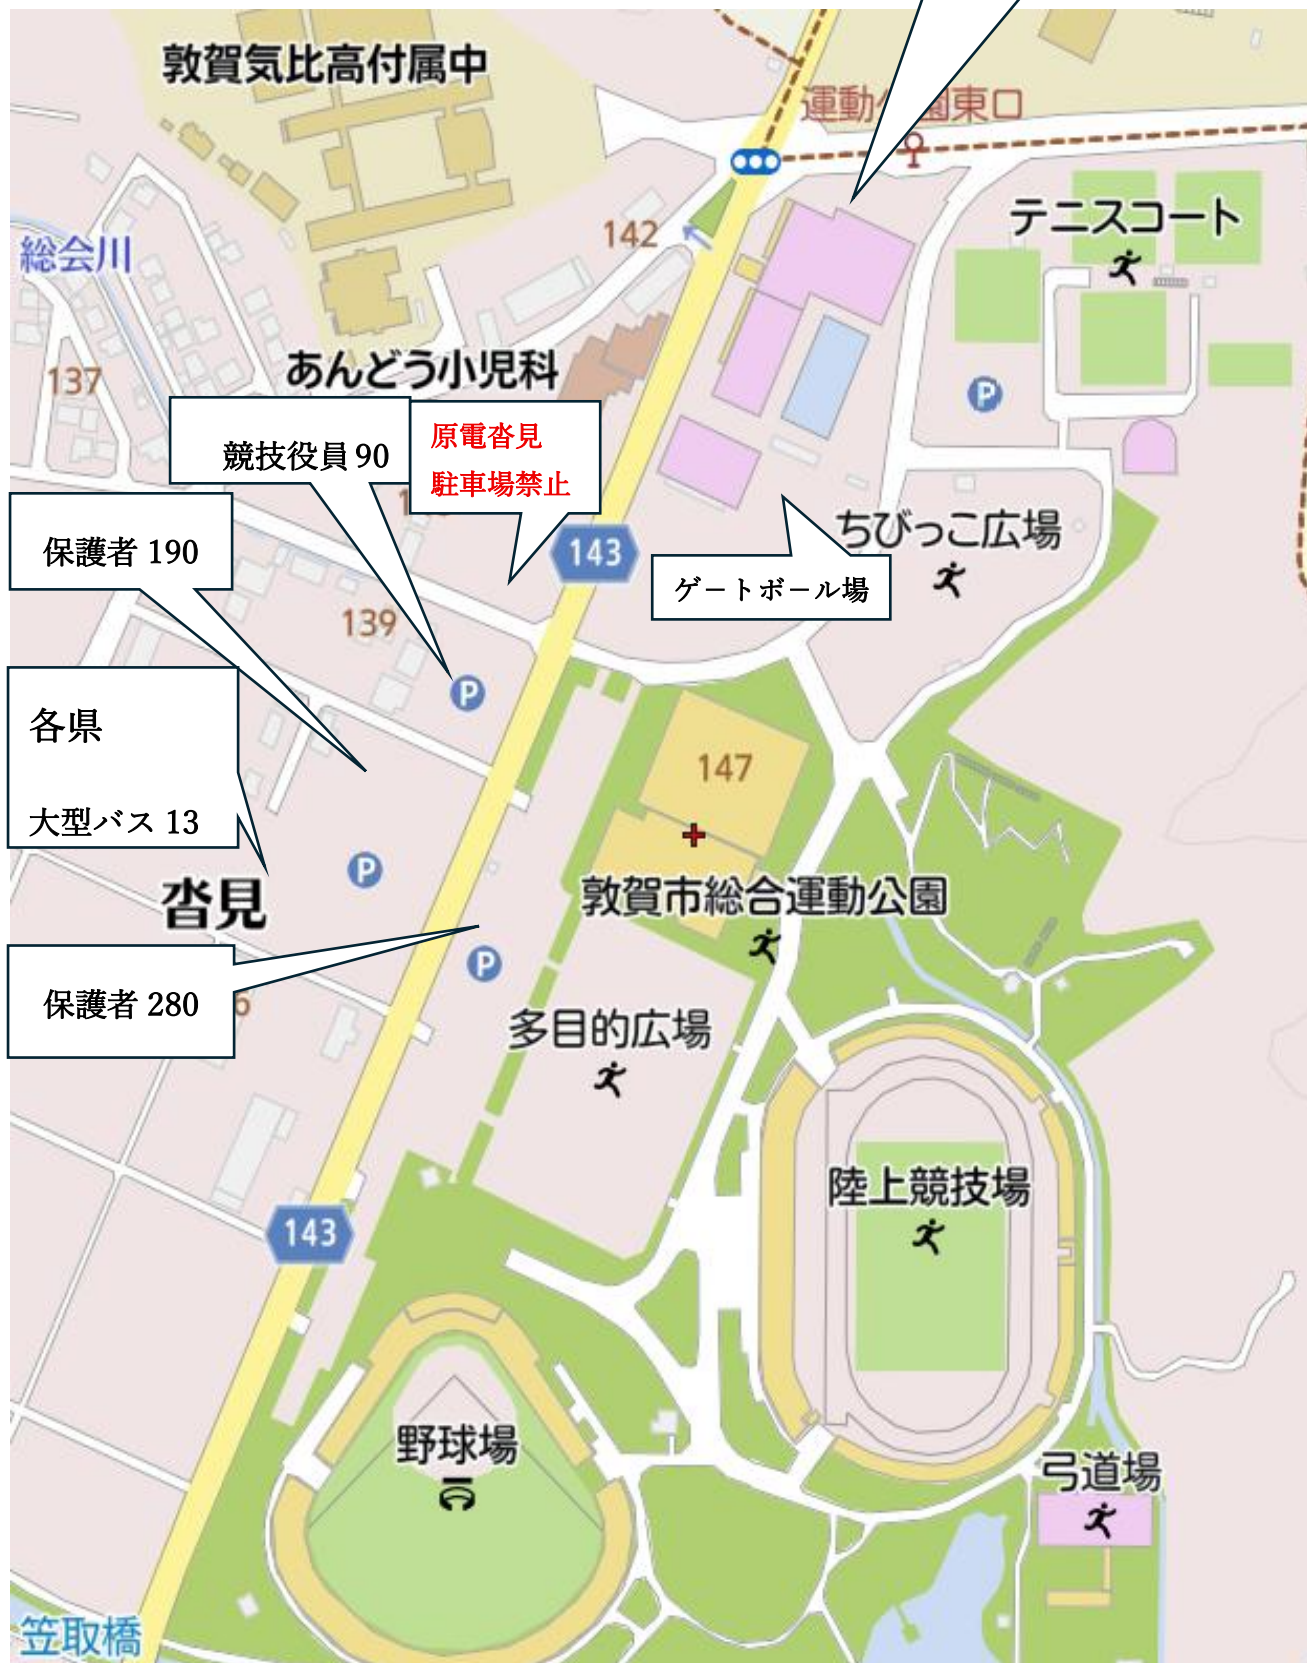 敦賀気比高付属中
運動公園東口
テニスコート
142
総会川
137
あんどう小児科
P
競技役員 90
原電沓見
駐車場禁止
保護者 190
143
ちびっこ広場
ゲートボール場
139
P
各県
大型バス 13
147
P
沓見
敦賀市総合運動公園
保護者 280
6
P
多目的広場
陸上競技場
143
野球場
弓道場
笠取橋